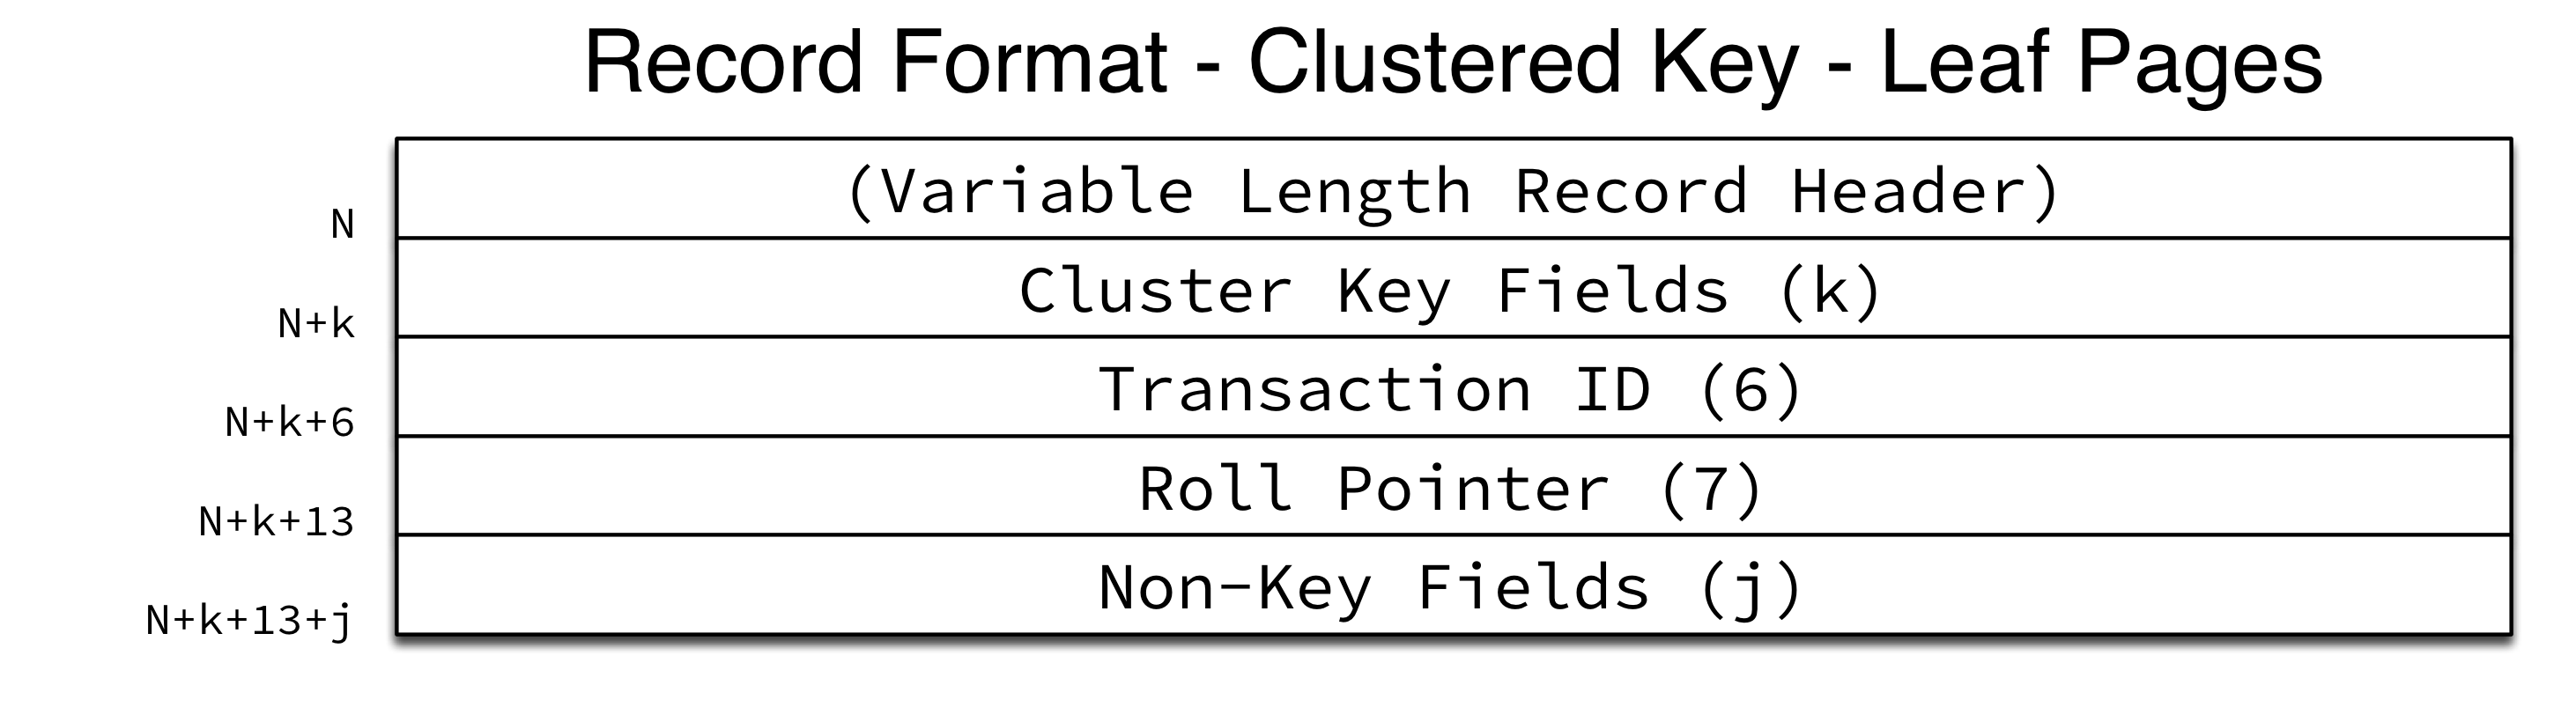 Record Format - Clustered Key - Leaf Pages
(Variable Length Record Header)
N
Cluster Key Fields (k)
N+k
Transaction ID (6)
N+k+6
Roll Pointer (7)
N+k+13
Non-Key Fields (j)
N+k+13+j